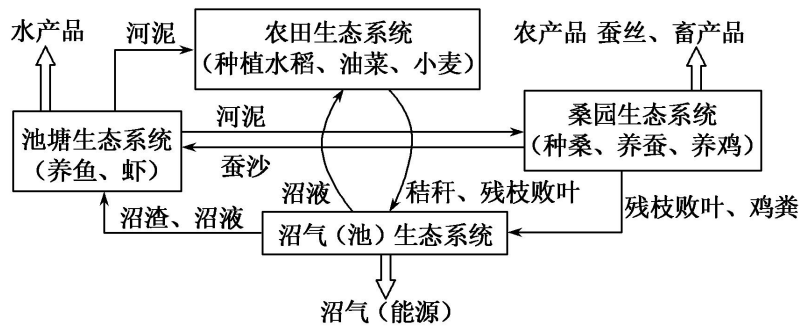 水产品
河泥
农田生态系统
(种植水稻、油菜、小麦)
农产品 蚕丝、畜产品
池塘生态系统
(养鱼、虾)
河泥
蚕沙
桑园生态系统
(种桑、养蚕、养鸡)
沼渣、沼液
沼液
秸秆、残枝败叶
残枝败叶、鸡粪
沼气(池)生态系统
沼气(能源)